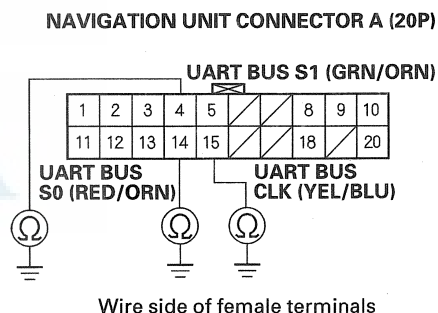 NAVIGATION UNIT CONNECTOR A (20P)
UART BUS S1 (GRN/ORN)
1 2 3 4 5 8 9 10
11 12 13 14 15 18 20
UART BUS
S0 (RED/ORN)
UART BUS
CLK (YEL/BLU)
Ω Ω Ω
Wire side of female terminals